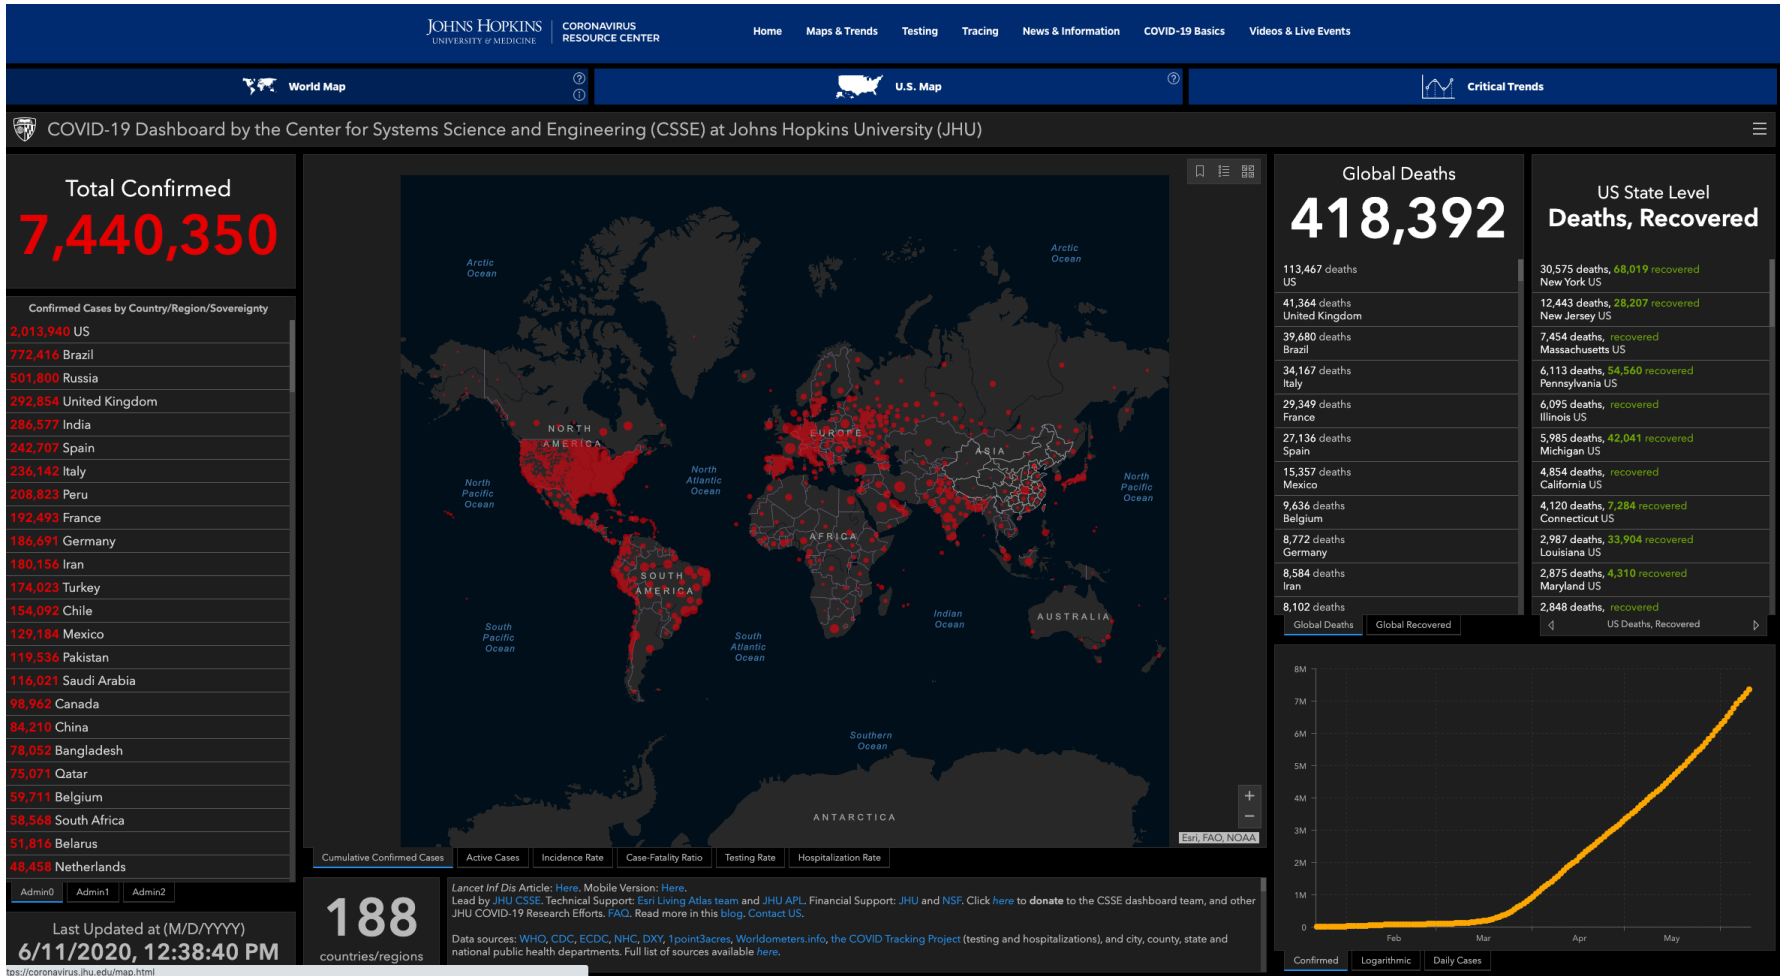 JOHNS HOPKINS
UNIVERSITY & MEDICINE
CORONAVIRUS
RESOURCE CENTER
Home
Maps & Trends
Testing
Tracing
News & Information
COVID-19 Basics
Videos & Live Events
World Map
U.S. Map
Critical Trends
COVID-19 Dashboard by the Center for Systems Science and Engineering (CSSE) at Johns Hopkins University (JHU)
Total Confirmed
7,440,350
Confirmed Cases by Country/Region/Sovereignty
2,013,940 US
772,416 Brazil
501,800 Russia
292,854 United Kingdom
286,577 India
242,707 Spain
236,142 Italy
208,823 Peru
192,493 France
186,691 Germany
180,156 Iran
174,023 Turkey
154,092 Chile
129,184 Mexico
119,536 Pakistan
116,021 Saudi Arabia
98,962 Canada
84,210 China
78,052 Bangladesh
75,071 Qatar
59,711 Belgium
58,568 South Africa
51,816 Belarus
48,458 Netherlands
Admin0
Admin1
Admin2
Last Updated at (M/D/YYYY)
6/11/2020, 12:38:40 PM
tps://coronavirus.jhu.edu/map.html
Arctic
Ocean
Arctic
Ocean
NORTH
AMERICA
EUROPE
ASIA
North
Pacific
Ocean
North
Atlantic
Ocean
North
Pacific
Ocean
AFRICA
SOUTH
AMERICA
Indian
Ocean
AUSTRALIA
South
Pacific
Ocean
South
Atlantic
Ocean
Southern
Ocean
ANTARCTICA
+
−
Esri, FAO, NOAA
Cumulative Confirmed Cases
Active Cases
Incidence Rate
Case-Fatality Ratio
Testing Rate
Hospitalization Rate
188
countries/regions
Lancet Inf Dis Article: Here. Mobile Version: Here.
Lead by JHU CSSE. Technical Support: Esri Living Atlas team and JHU APL. Financial Support: JHU and NSF. Click here to donate to the CSSE dashboard team, and other
JHU COVID-19 Research Efforts. FAQ. Read more in this blog. Contact US.
Data sources: WHO, CDC, ECDC, NHC, DXY, 1point3acres, Worldometers.info, the COVID Tracking Project (testing and hospitalizations), and city, county, state and
national public health departments. Full list of sources available here.
Global Deaths
418,392
113,467 deaths
US
41,364 deaths
United Kingdom
39,680 deaths
Brazil
34,167 deaths
Italy
29,349 deaths
France
27,136 deaths
Spain
15,357 deaths
Mexico
9,636 deaths
Belgium
8,772 deaths
Germany
8,584 deaths
Iran
8,102 deaths
Global Deaths
Global Recovered
US State Level
Deaths, Recovered
30,575 deaths, 68,019 recovered
New York US
12,443 deaths, 28,207 recovered
New Jersey US
7,454 deaths, recovered
Massachusetts US
6,113 deaths, 54,560 recovered
Pennsylvania US
6,095 deaths, recovered
Illinois US
5,985 deaths, 42,041 recovered
Michigan US
4,854 deaths, recovered
California US
4,120 deaths, 7,284 recovered
Connecticut US
2,987 deaths, 33,904 recovered
Louisiana US
2,875 deaths, 4,310 recovered
Maryland US
2,848 deaths, recovered
US Deaths, Recovered
8M
7M
6M
5M
4M
3M
2M
1M
0
Feb
Mar
Apr
May
Confirmed
Logarithmic
Daily Cases